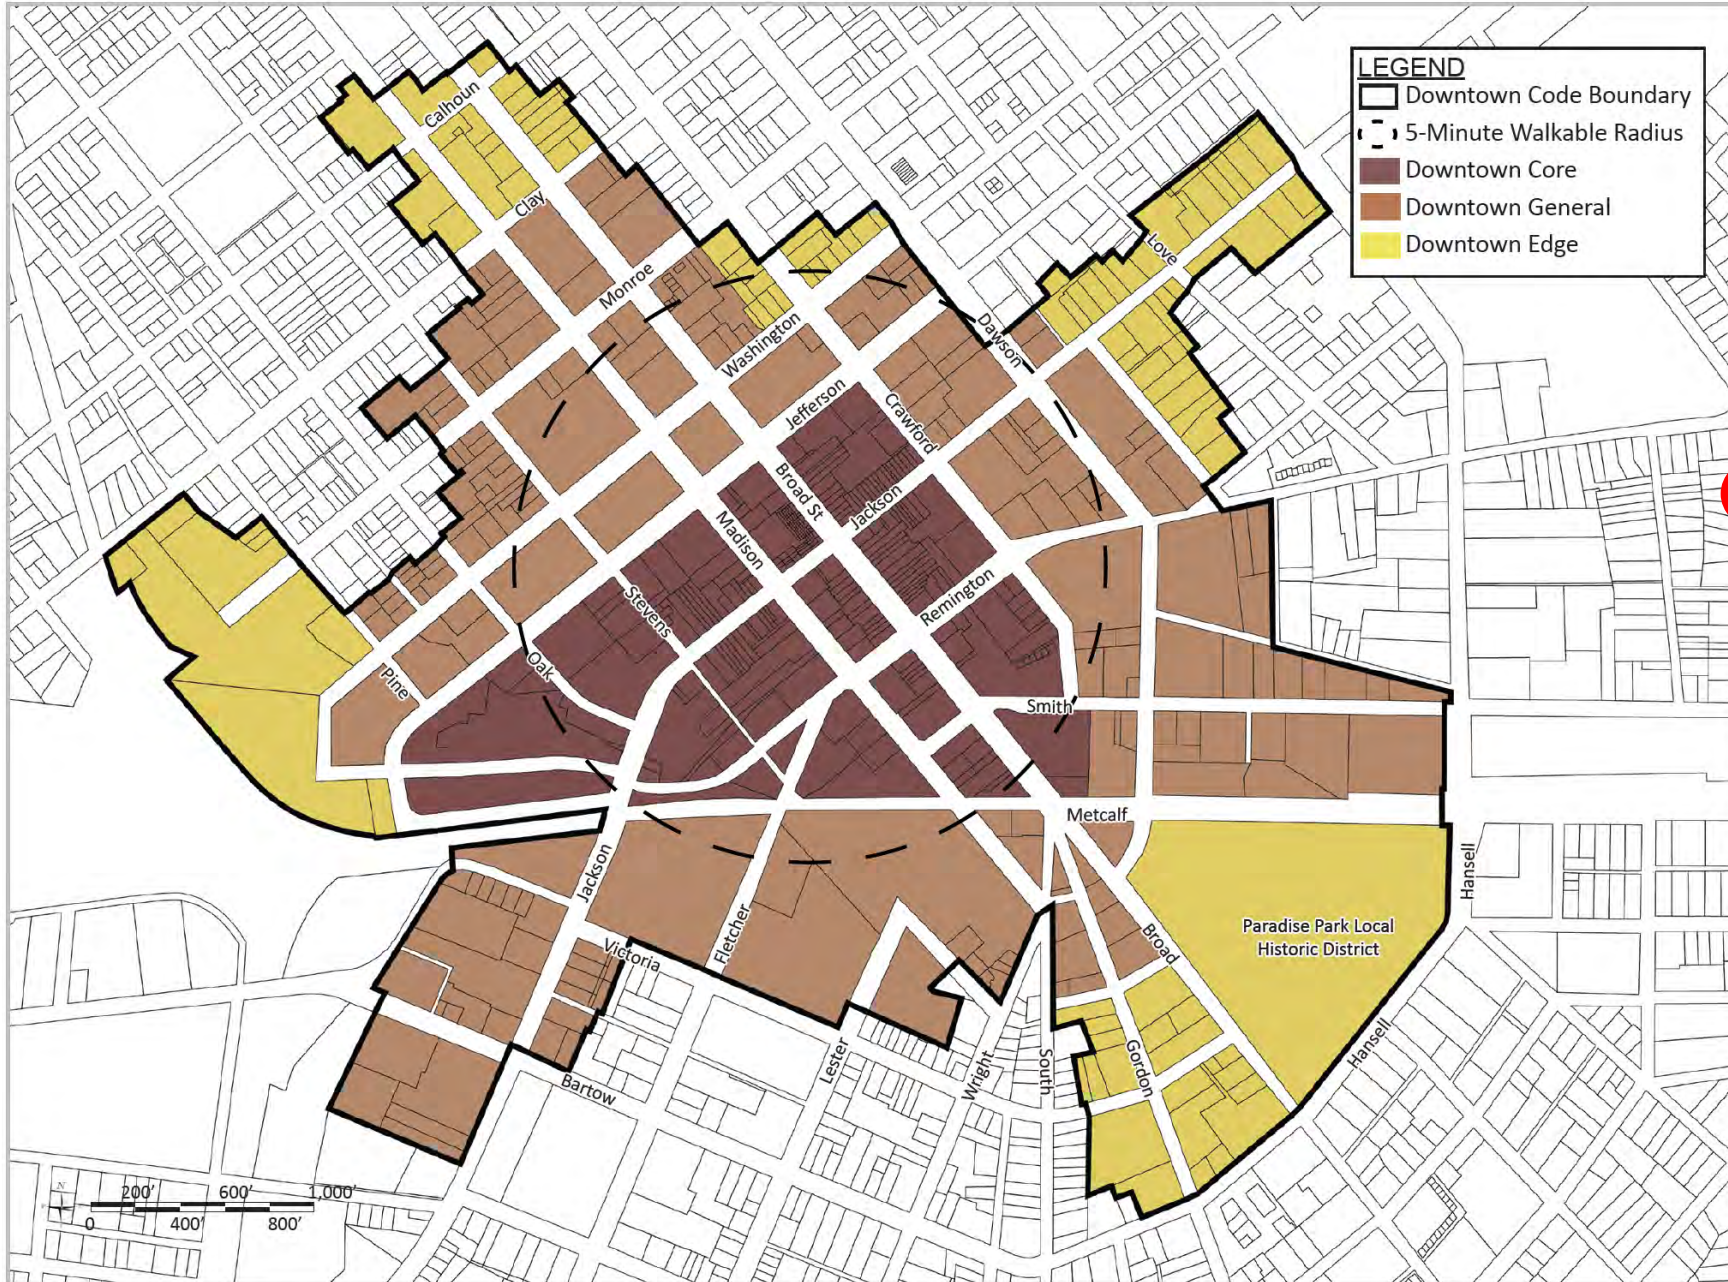 LEGEND
Downtown Code Boundary
5-Minute Walkable Radius
Downtown Core
Downtown General
Downtown Edge
Calhoun
Clay
Monroe
Love
Washington
Dawson
Jefferson
Crawford
Broad St
Jackson
Madison
Stevens
Remington
Oak
Pine
Smith
Metcalf
Jackson
Hansell
Fletcher
Victoria
Broad
Paradise Park Local
Historic District
Hansell
Lester
Wright
South
Gordon
Bartow
N
200' 600' 1,000'
0 400' 800'